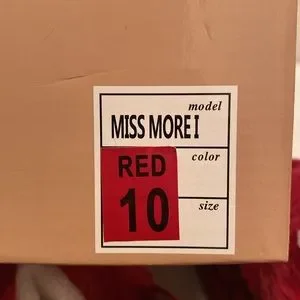 model
MISS MORE I
RED color
10 size